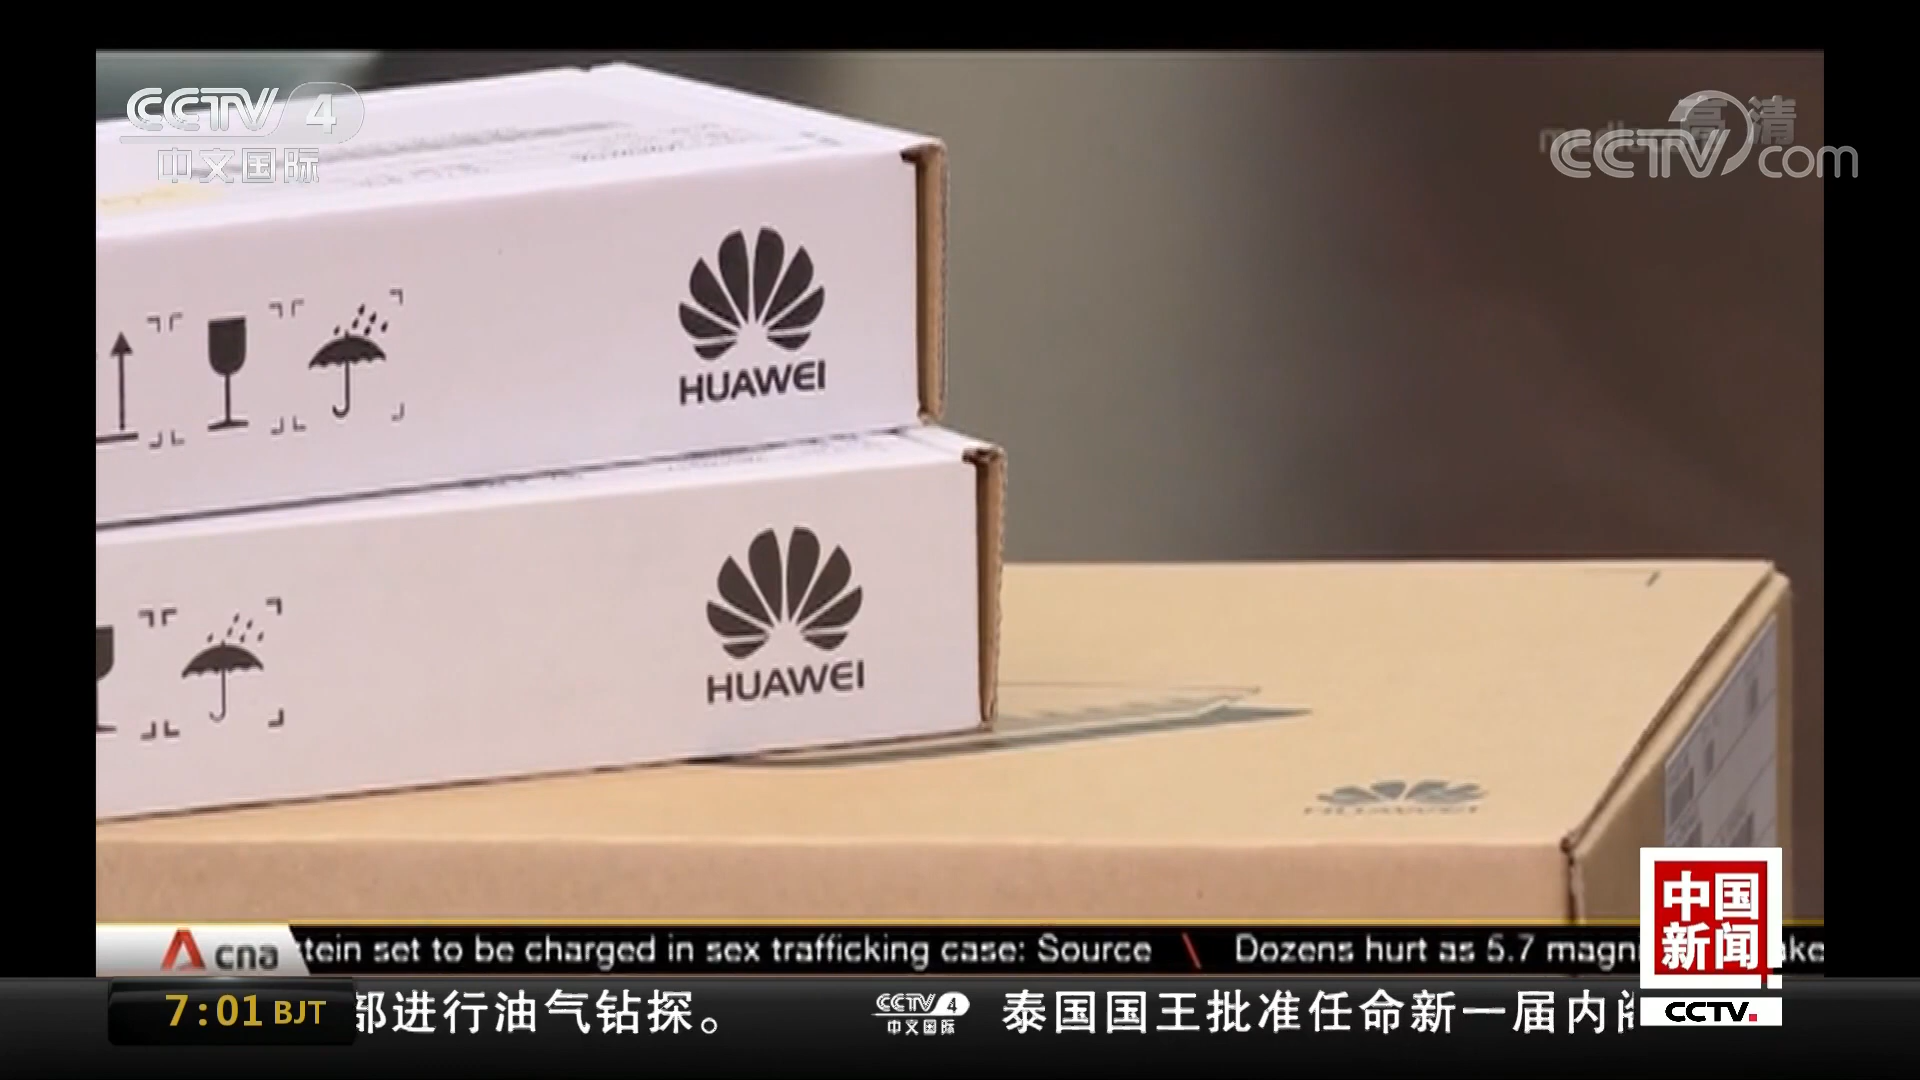 CCTV 4
中文国际
高清
CCTV com
HUAWEI
HUAWEI
HUAWEI
cna
tein set to be charged in sex trafficking case: Source \ Dozens hurt as 5.7 magn
中国
新闻
CCTV.
7:01 BJT
部进行油气钻探。
CCTV 4
中文国际
泰国国王批准任命新一届内